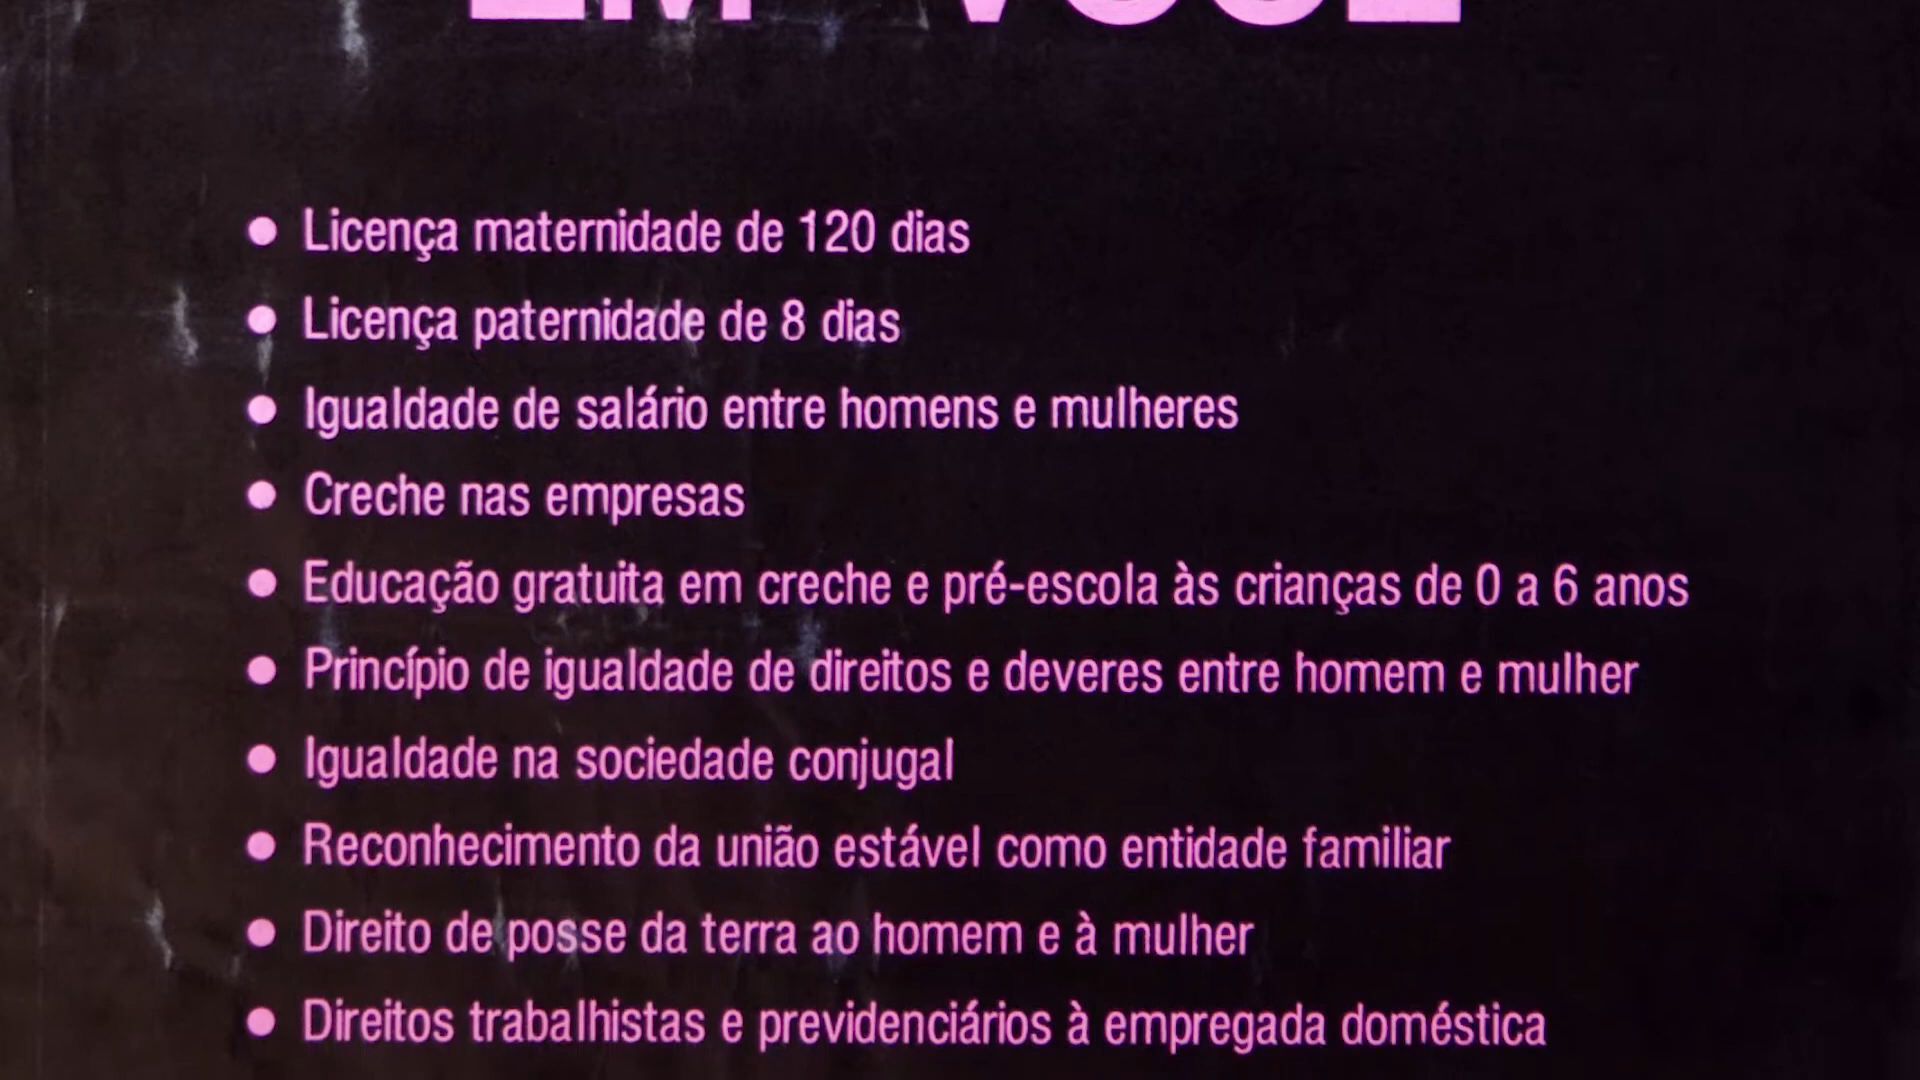 EM VOCÊ
● Licença maternidade de 120 dias
● Licença paternidade de 8 dias
● Igualdade de salário entre homens e mulheres
● Creche nas empresas
● Educação gratuita em creche e pré-escola às crianças de 0 a 6 anos
● Princípio de igualdade de direitos e deveres entre homem e mulher
● Igualdade na sociedade conjugal
● Reconhecimento da união estável como entidade familiar
● Direito de posse da terra ao homem e à mulher
● Direitos trabalhistas e previdenciários à empregada doméstica